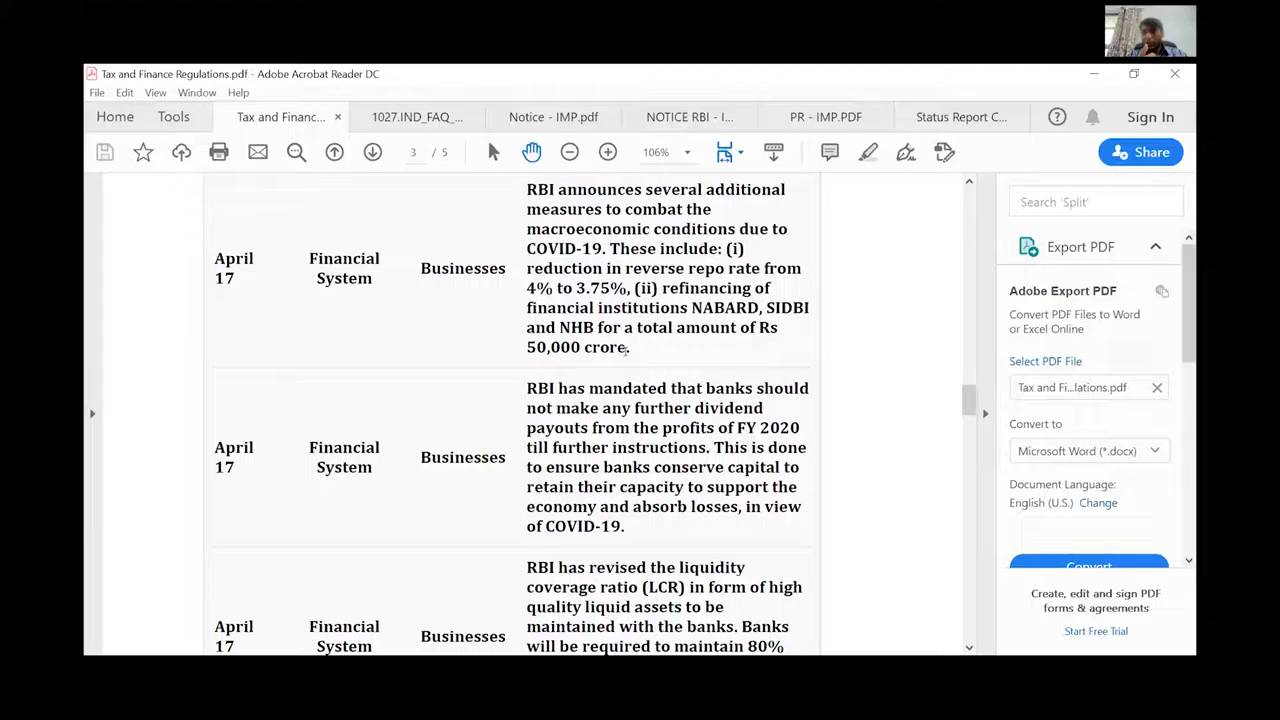 Tax and Finance Regulations.pdf - Adobe Acrobat Reader DC
File Edit View Window Help
Home Tools Tax and Financ... × 1027.IND_FAQ_... Notice - IMP.pdf NOTICE RBI - I... PR - IMP.PDF Status Report C... Sign In
3 / 5 106% Share
April
17
Financial
System
Businesses
RBI announces several additional
measures to combat the
macroeconomic conditions due to
COVID-19. These include: (i)
reduction in reverse repo rate from
4% to 3.75%, (ii) refinancing of
financial institutions NABARD, SIDBI
and NHB for a total amount of Rs
50,000 crore.
April
17
Financial
System
Businesses
RBI has mandated that banks should
not make any further dividend
payouts from the profits of FY 2020
till further instructions. This is done
to ensure banks conserve capital to
retain their capacity to support the
economy and absorb losses, in view
of COVID-19.
April
17
Financial
System
Businesses
RBI has revised the liquidity
coverage ratio (LCR) in form of high
quality liquid assets to be
maintained with the banks. Banks
will be required to maintain 80%
Search 'Split'
Export PDF
Adobe Export PDF
Convert PDF Files to Word
or Excel Online
Select PDF File
Tax and Fi...lations.pdf
Convert to
Microsoft Word (*.docx)
Document Language:
English (U.S.) Change
Convert
Create, edit and sign PDF
forms & agreements
Start Free Trial